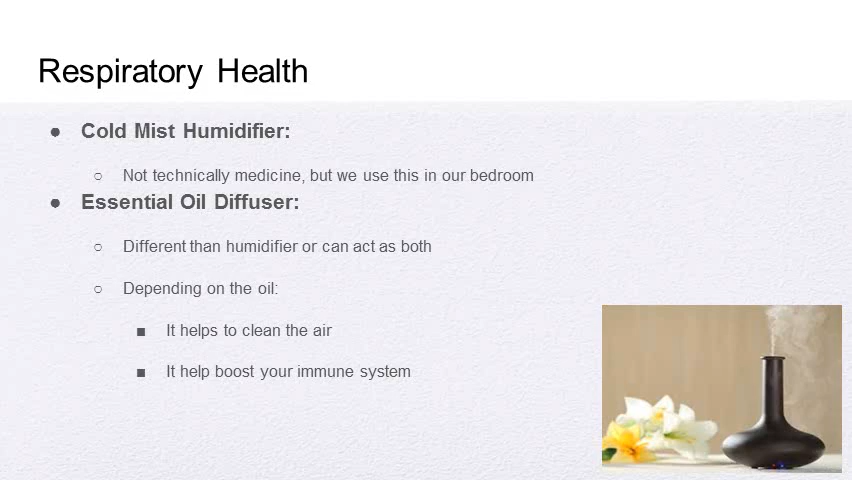 Respiratory Health
● Cold Mist Humidifier:
○ Not technically medicine, but we use this in our bedroom
● Essential Oil Diffuser:
○ Different than humidifier or can act as both
○ Depending on the oil:
■ It helps to clean the air
■ It help boost your immune system